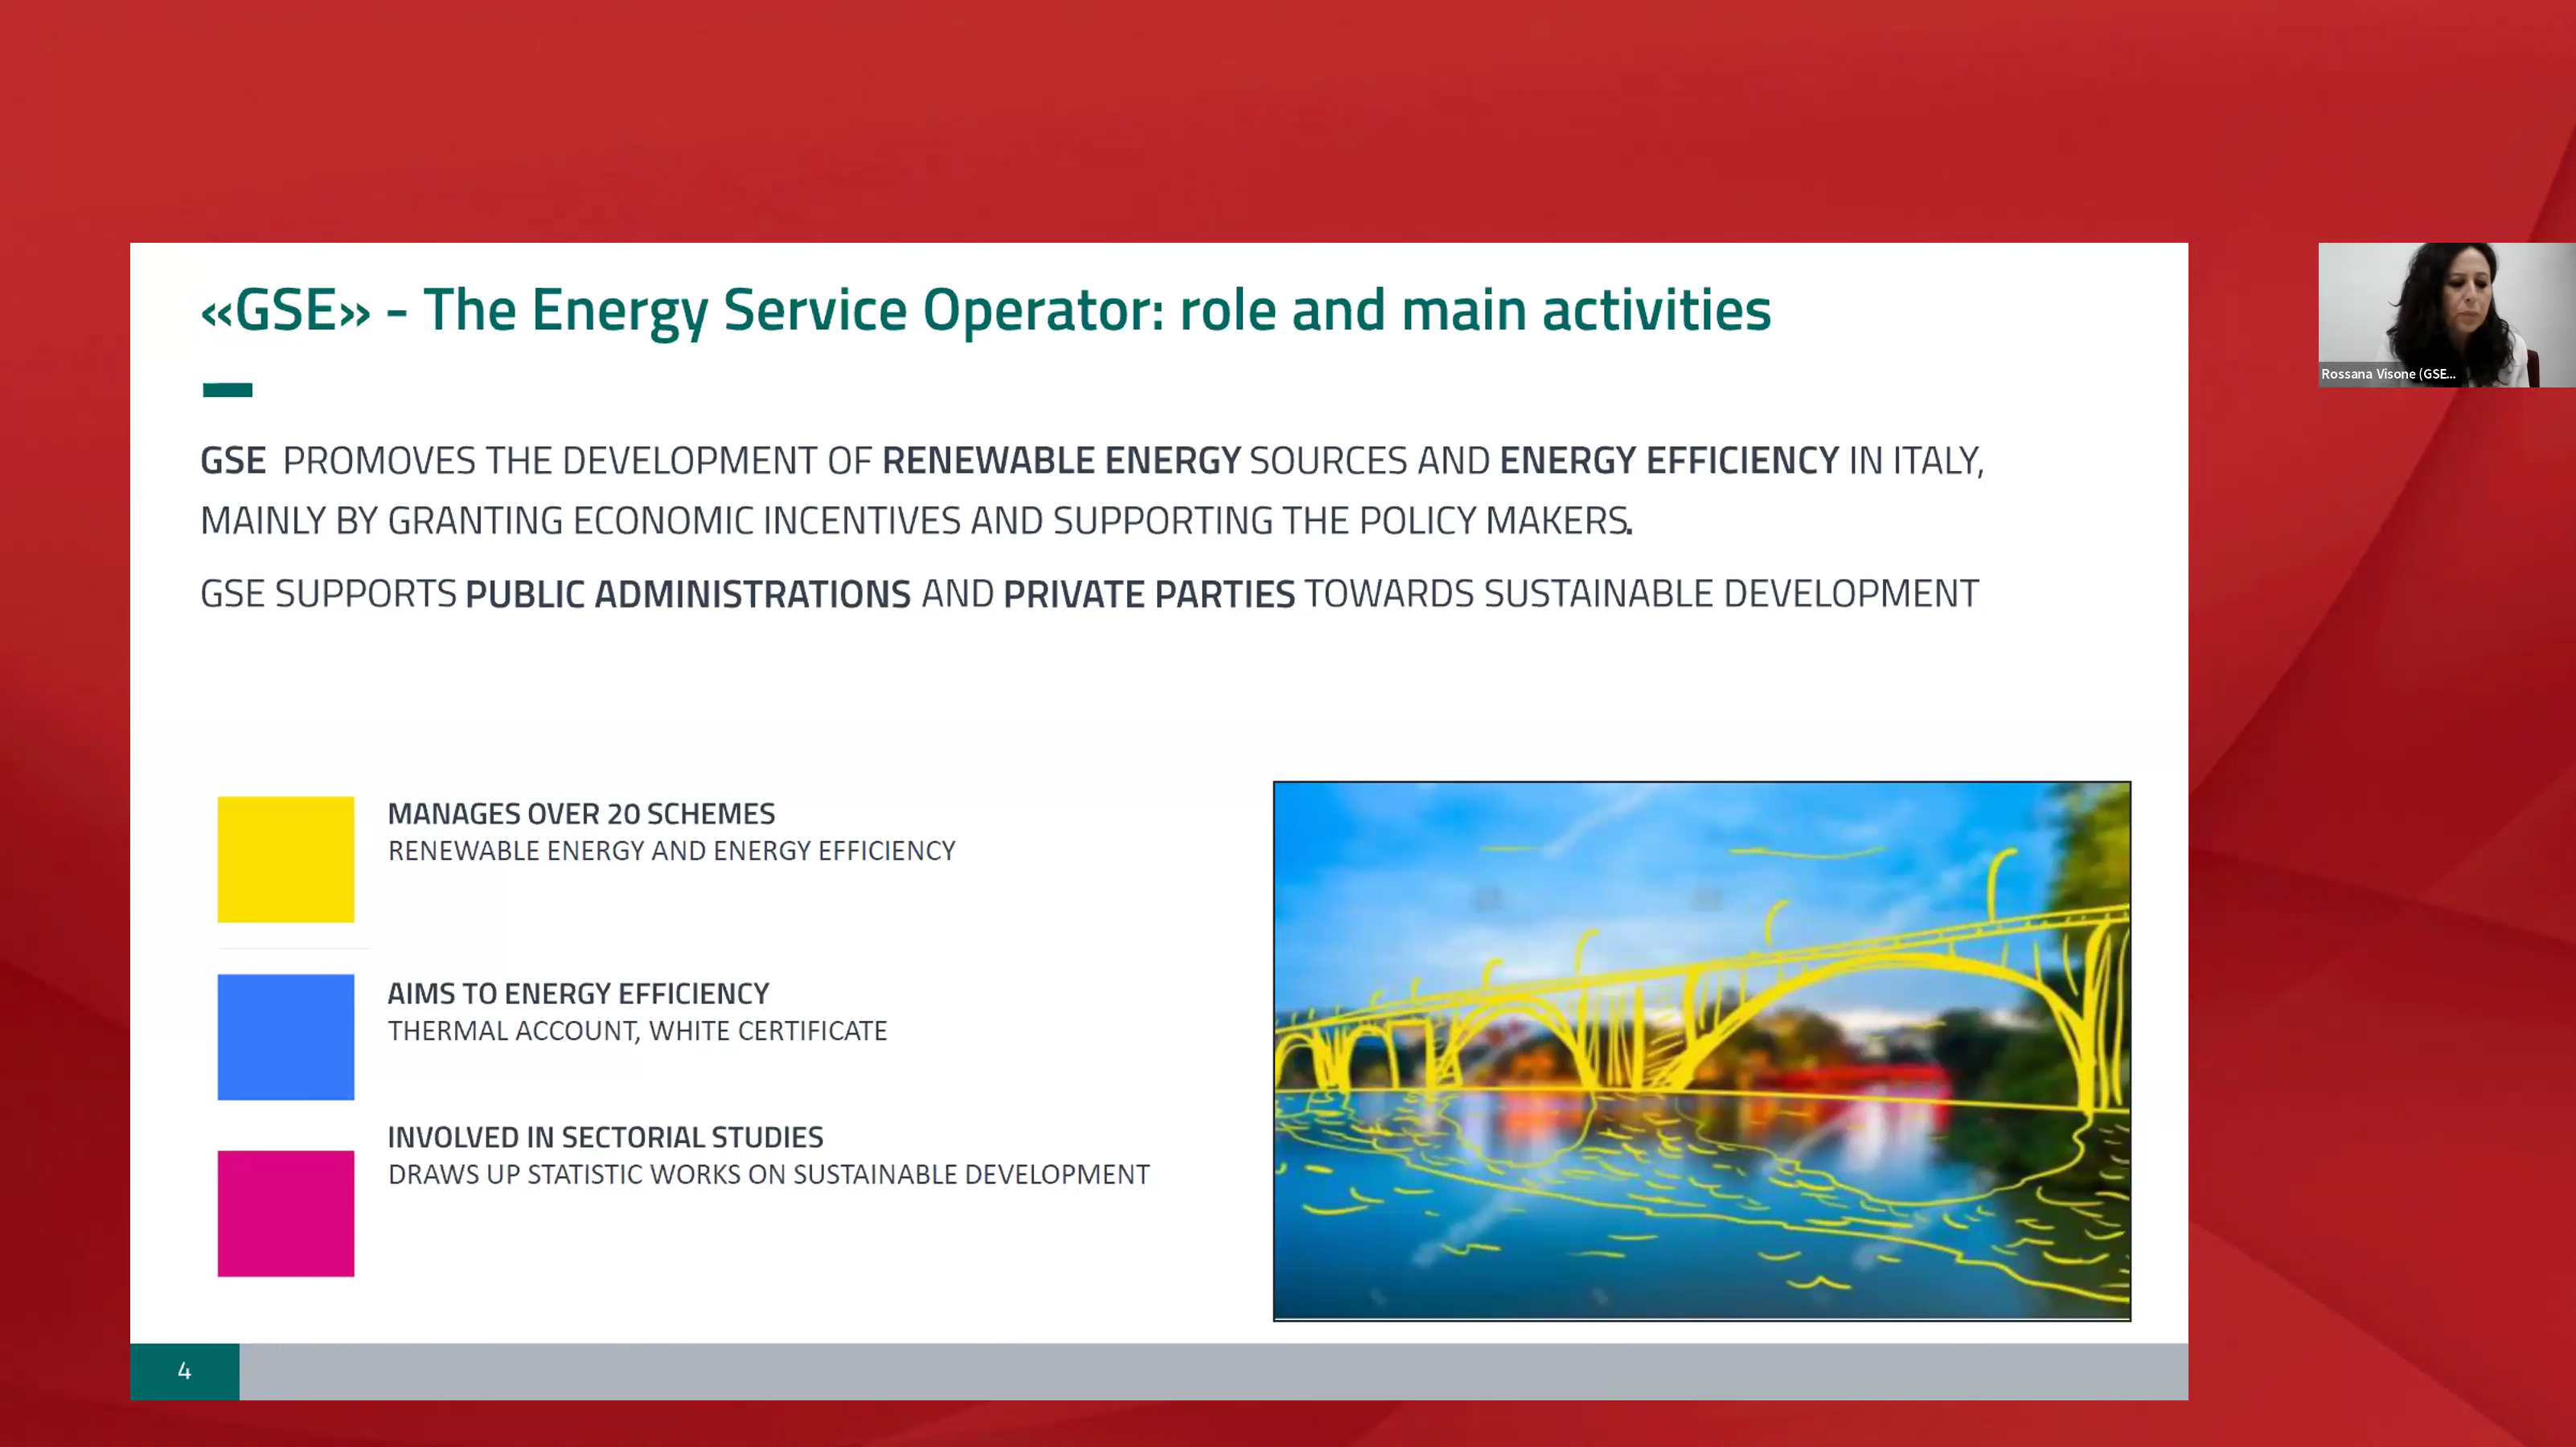 «GSE» - The Energy Service Operator: role and main activities
GSE PROMOVES THE DEVELOPMENT OF RENEWABLE ENERGY SOURCES AND ENERGY EFFICIENCY IN ITALY,
MAINLY BY GRANTING ECONOMIC INCENTIVES AND SUPPORTING THE POLICY MAKERS.
GSE SUPPORTS PUBLIC ADMINISTRATIONS AND PRIVATE PARTIES TOWARDS SUSTAINABLE DEVELOPMENT
MANAGES OVER 20 SCHEMES
RENEWABLE ENERGY AND ENERGY EFFICIENCY
AIMS TO ENERGY EFFICIENCY
THERMAL ACCOUNT, WHITE CERTIFICATE
INVOLVED IN SECTORIAL STUDIES
DRAWS UP STATISTIC WORKS ON SUSTAINABLE DEVELOPMENT
4
Rossana Visone (GSE...